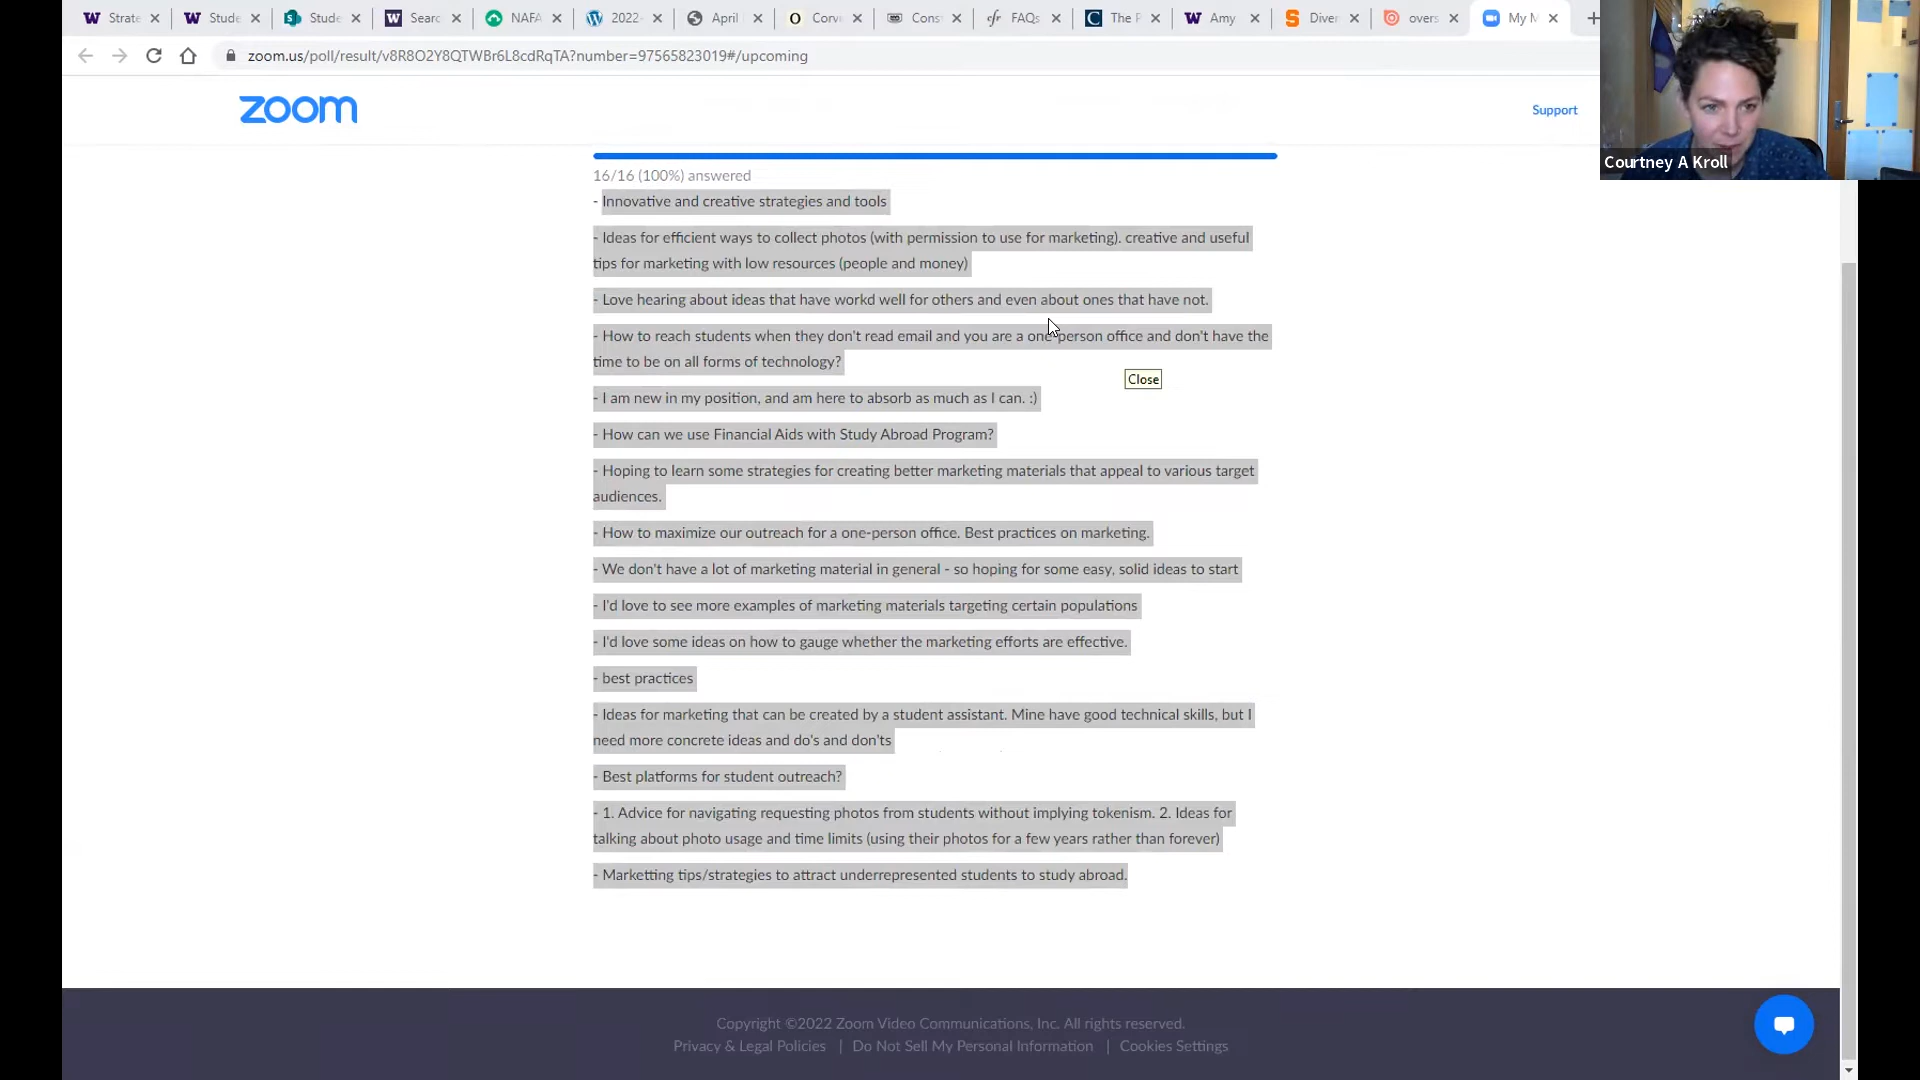 Strate
Stude
Stude
Searc
NAFA
2022-
April
Corv
Cons
FAQs
The P
Amy
Diver
overs
My M
zoom.us/poll/result/v8R8O2Y8QTWBr6L8cdRqTA?number=97565823019#/upcoming
zoom
Support
Courtney A Kroll
16/16 (100%) answered
- Innovative and creative strategies and tools
- Ideas for efficient ways to collect photos (with permission to use for marketing). creative and useful
tips for marketing with low resources (people and money)
- Love hearing about ideas that have workd well for others and even about ones that have not.
- How to reach students when they don't read email and you are a one-person office and don't have the
time to be on all forms of technology?
Close
- I am new in my position, and am here to absorb as much as I can. :)
- How can we use Financial Aids with Study Abroad Program?
- Hoping to learn some strategies for creating better marketing materials that appeal to various target
audiences.
- How to maximize our outreach for a one-person office. Best practices on marketing.
- We don't have a lot of marketing material in general - so hoping for some easy, solid ideas to start
- I'd love to see more examples of marketing materials targeting certain populations
- I'd love some ideas on how to gauge whether the marketing efforts are effective.
- best practices
- Ideas for marketing that can be created by a student assistant. Mine have good technical skills, but I
need more concrete ideas and do's and don'ts
- Best platforms for student outreach?
- 1. Advice for navigating requesting photos from students without implying tokenism. 2. Ideas for
talking about photo usage and time limits (using their photos for a few years rather than forever)
- Marketting tips/strategies to attract underrepresented students to study abroad.
Copyright ©2022 Zoom Video Communications, Inc. All rights reserved.
Privacy & Legal Policies | Do Not Sell My Personal Information | Cookies Settings